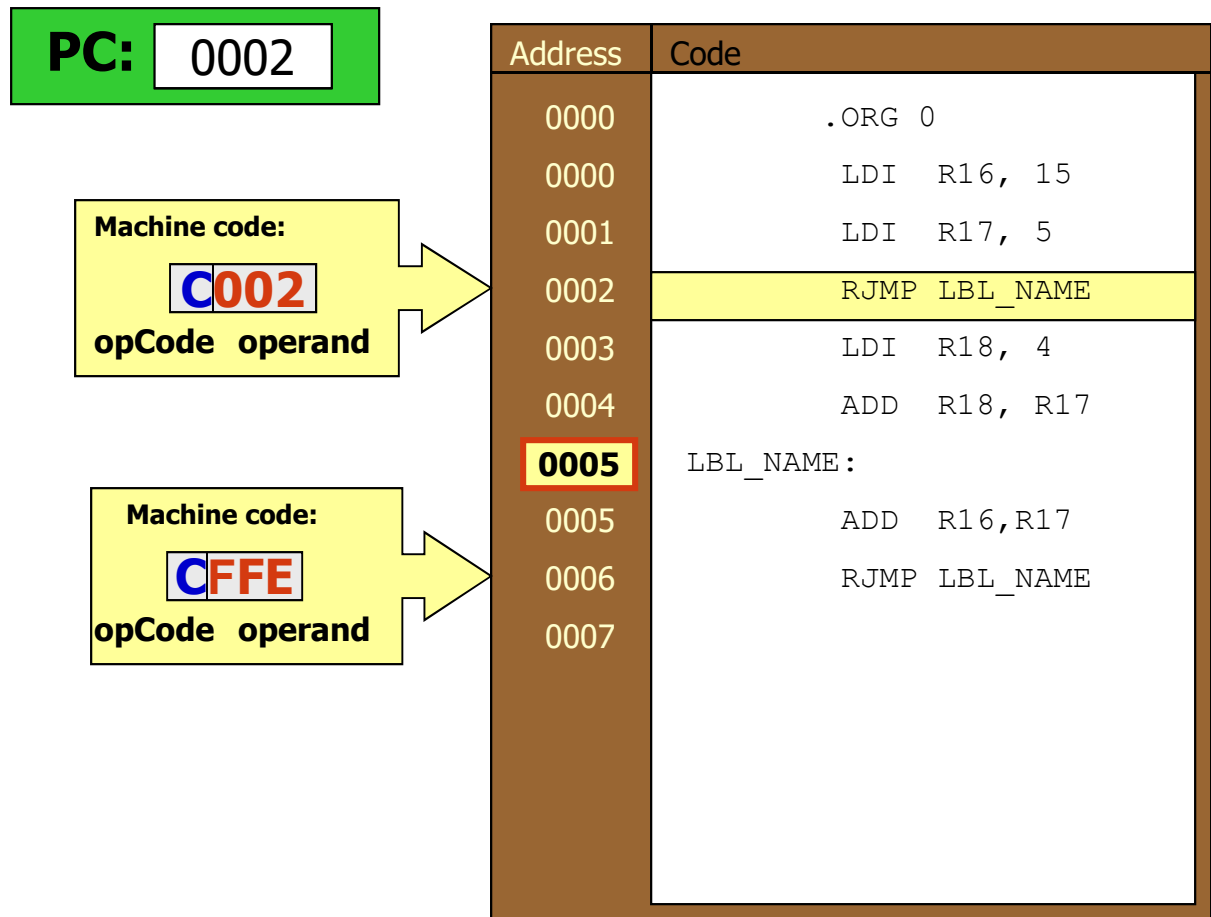 PC: 0002
Address Code
0000 .ORG 0
0000 LDI R16, 15
0001 LDI R17, 5
0002 RJMP LBL_NAME
0003 LDI R18, 4
0004 ADD R18, R17
0005 LBL_NAME:
0005 ADD R16,R17
0006 RJMP LBL_NAME
0007
Machine code:
C002
opCode operand
Machine code:
CFFE
opCode operand